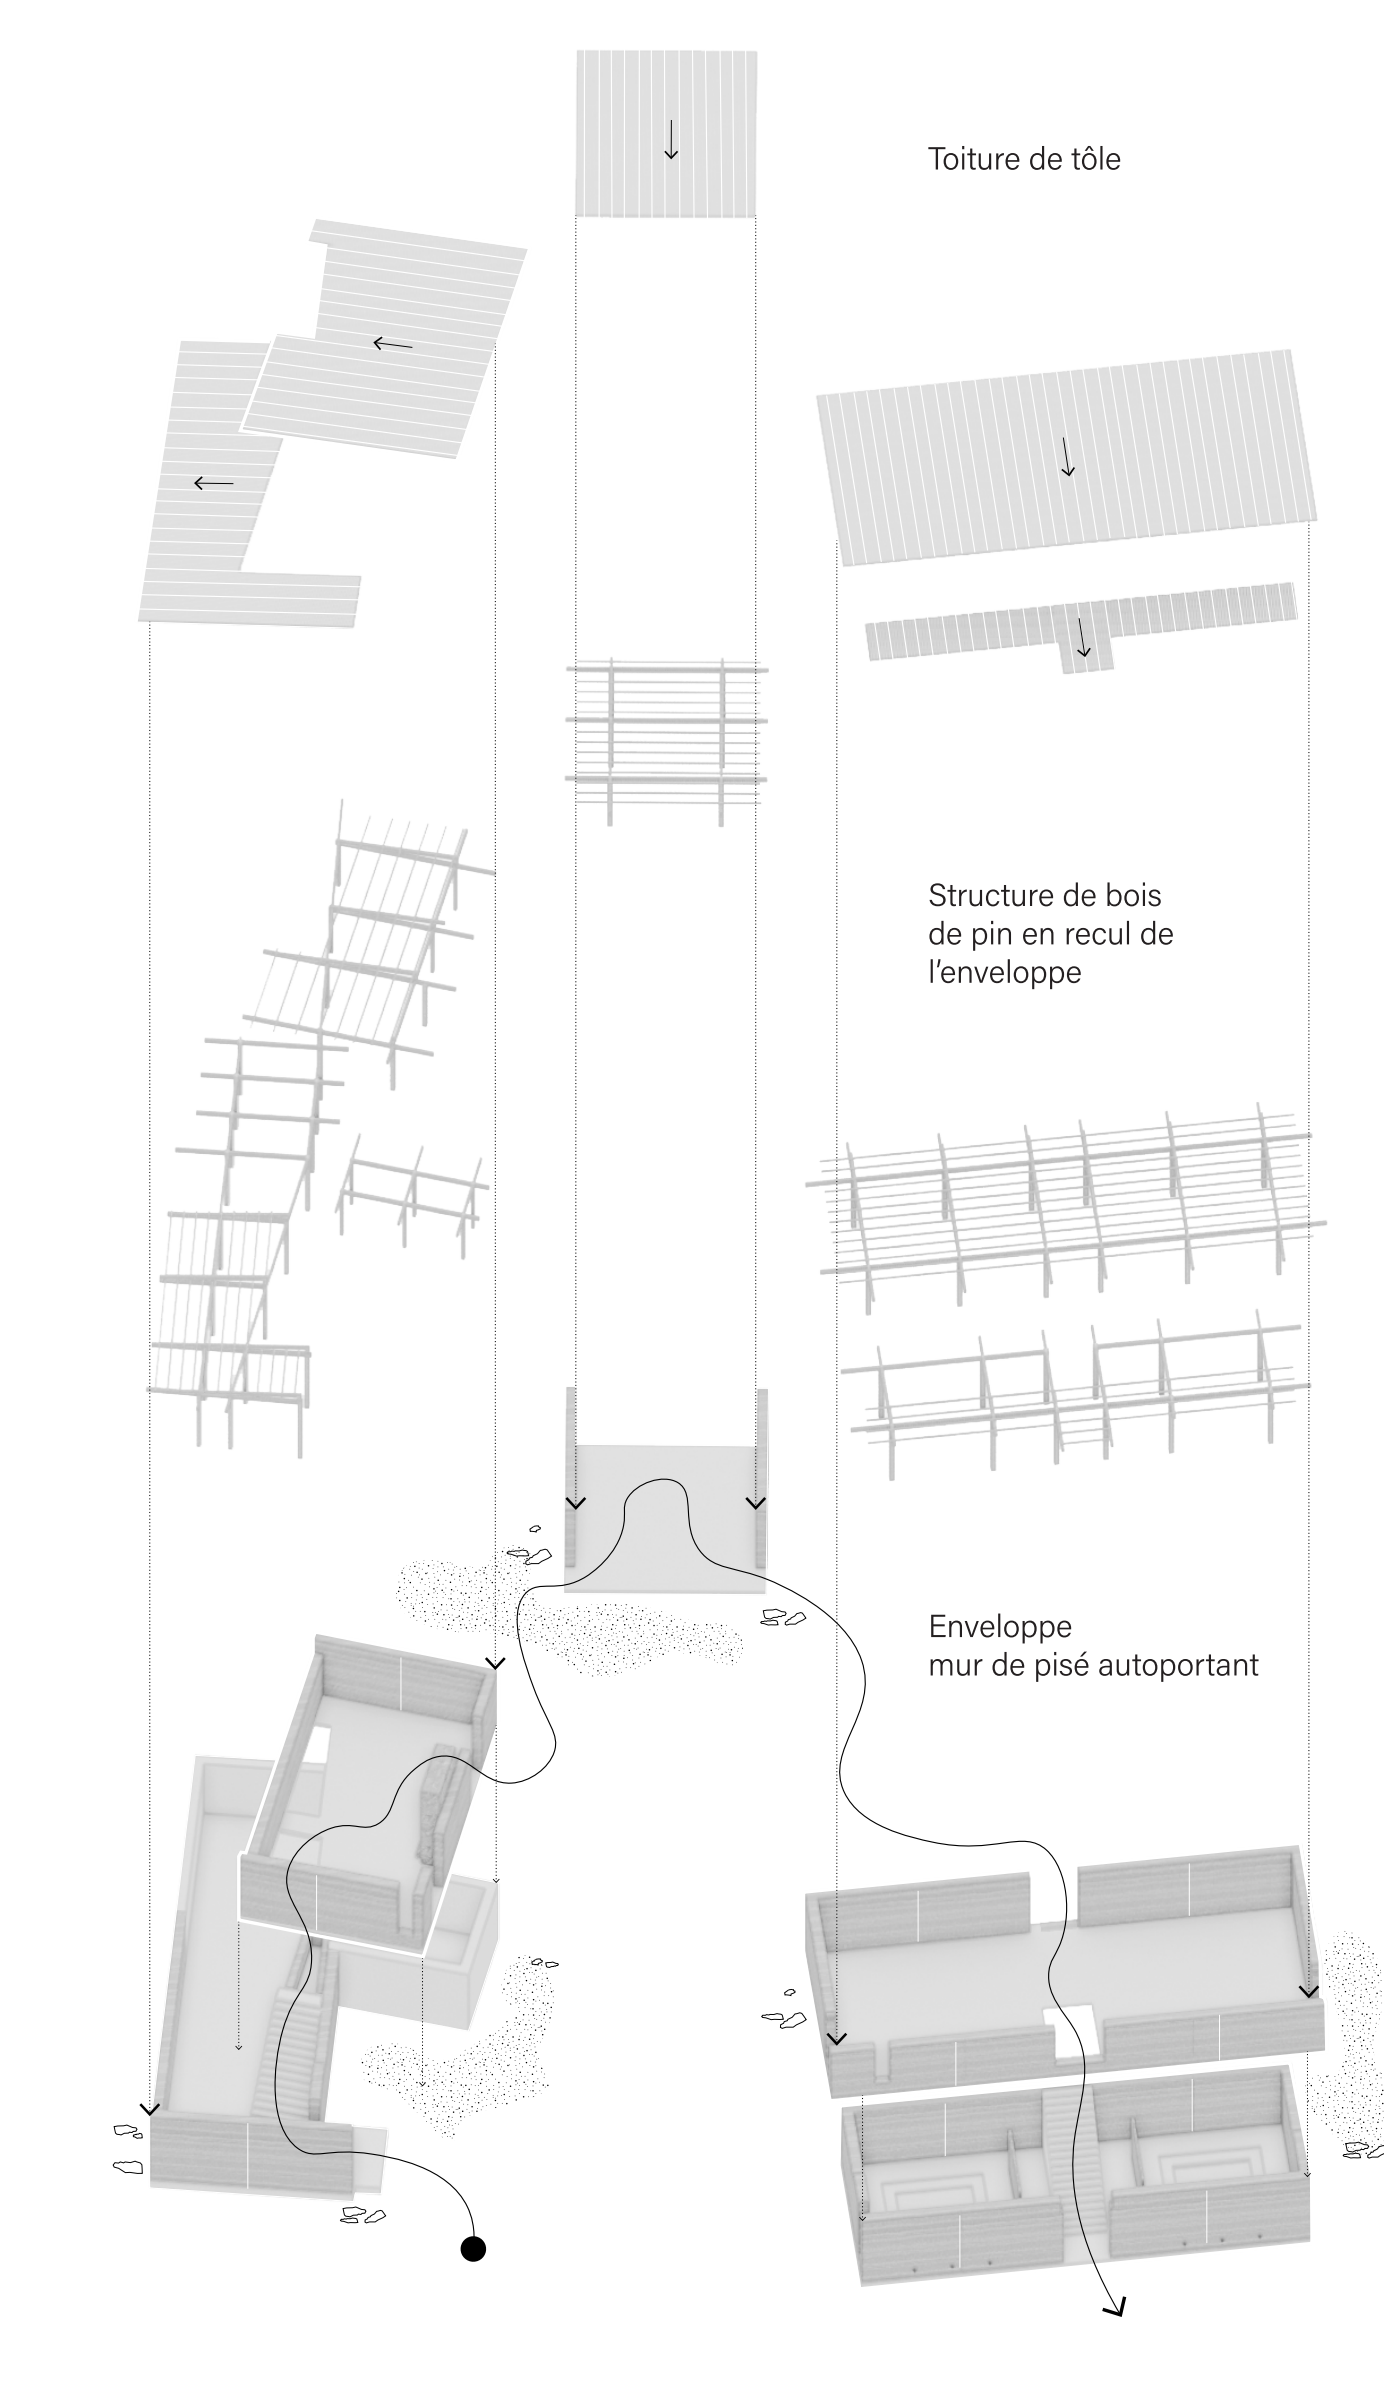 Toiture de tôle
Structure de bois
de pin en recul de
l’enveloppe
Enveloppe
mur de pisé autoportant